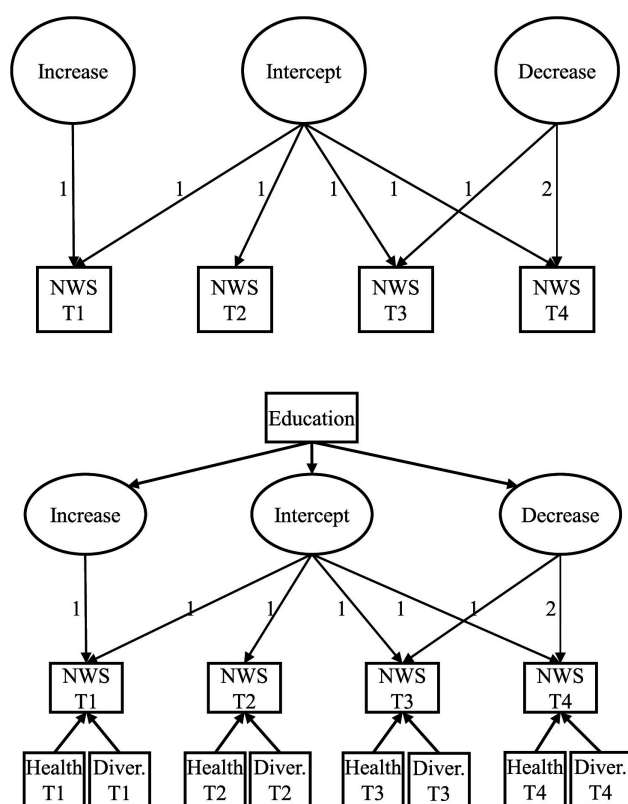 Increase
Intercept
Decrease
1 1 1 1 1 1 2
NWS
T1
NWS
T2
NWS
T3
NWS
T4
Education
Increase
Intercept
Decrease
1 1 1 1 1 1 2
NWS
T1
NWS
T2
NWS
T3
NWS
T4
Health
T1
Diver.
T1
Health
T2
Diver.
T2
Health
T3
Diver.
T3
Health
T4
Diver.
T4